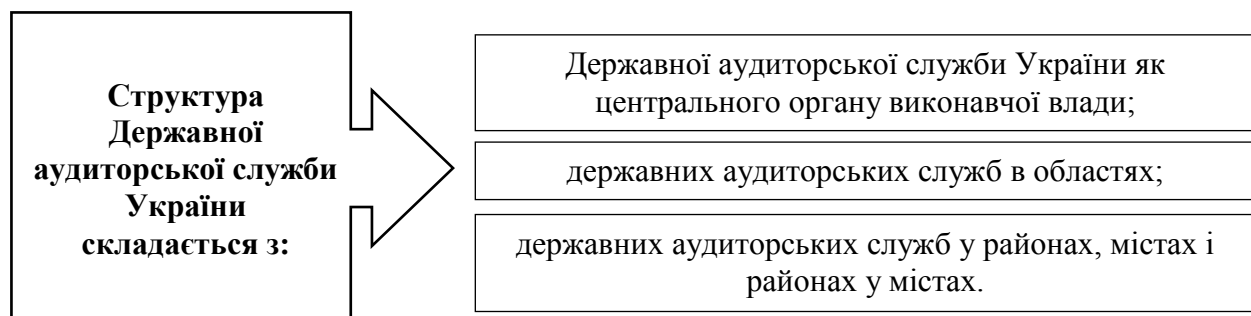 Структура
Державної
аудиторської служби
України
складається з:
Державної аудиторської служби України як
центрального органу виконавчої влади;
державних аудиторських служб в областях;
державних аудиторських служб у районах, містах і
районах у містах.